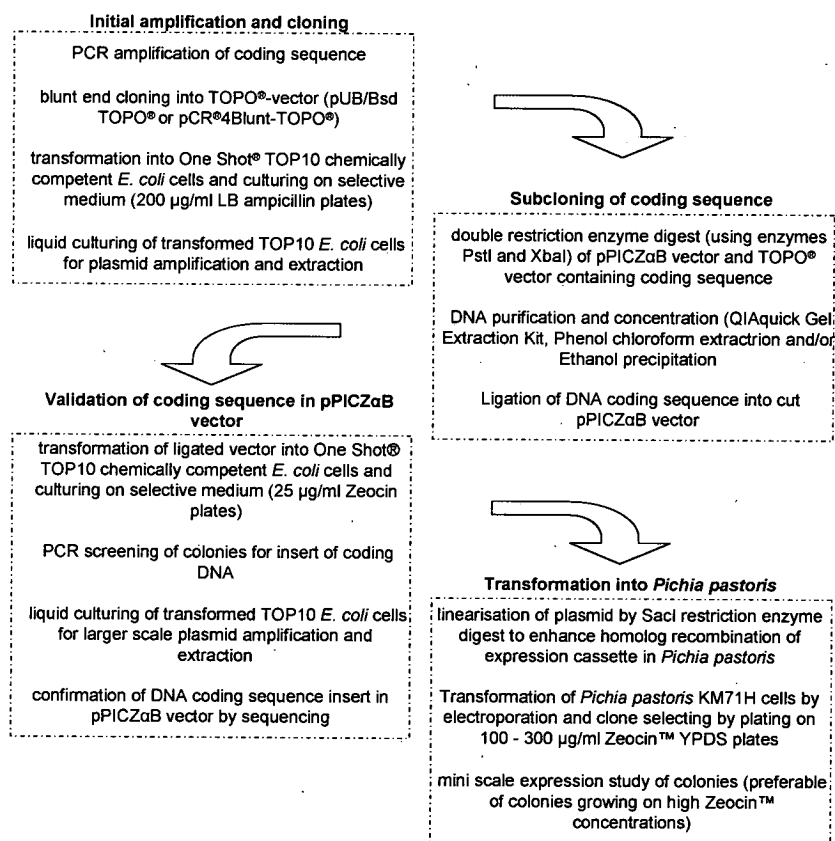 Initial amplification and cloning
PCR amplification of coding sequence
blunt end cloning into TOPO®-vector (pUB/Bsd
TOPO® or pCR®4Blunt-TOPO®)
transformation into One Shot® TOP10 chemically
competent E. coli cells and culturing on selective
medium (200 µg/ml LB ampicillin plates)
liquid culturing of transformed TOP10 E. coli cells
for plasmid amplification and extraction
Subcloning of coding sequence
double restriction enzyme digest (using enzymes
PstI and XbaI) of pPICZαB vector and TOPO®
vector containing coding sequence
DNA purification and concentration (QIAquick Gel
Extraction Kit, Phenol chloroform extractrion and/or
Ethanol precipitation
Ligation of DNA coding sequence into cut
pPICZαB vector
Validation of coding sequence in pPICZαB
vector
transformation of ligated vector into One Shot®
TOP10 chemically competent E. coli cells and
culturing on selective medium (25 µg/ml Zeocin
plates)
PCR screening of colonies for insert of coding
DNA
liquid culturing of transformed TOP10 E. coli cells
for larger scale plasmid amplification and
extraction
confirmation of DNA coding sequence insert in
pPICZαB vector by sequencing
Transformation into Pichia pastoris
linearisation of plasmid by SacI restriction enzyme
digest to enhance homolog recombination of
expression cassette in Pichia pastoris
Transformation of Pichia pastoris KM71H cells by
electroporation and clone selecting by plating on
100 - 300 µg/ml Zeocin™ YPDS plates
mini scale expression study of colonies (preferable
of colonies growing on high Zeocin™
concentrations)